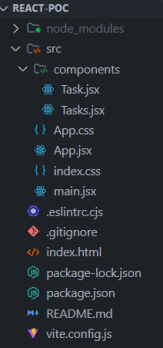 REACT-POC
node_modules
src
components
Task.jsx
Tasks.jsx
App.css
App.jsx
index.css
main.jsx
.eslintrc.cjs
.gitignore
index.html
package-lock.json
package.json
README.md
vite.config.js